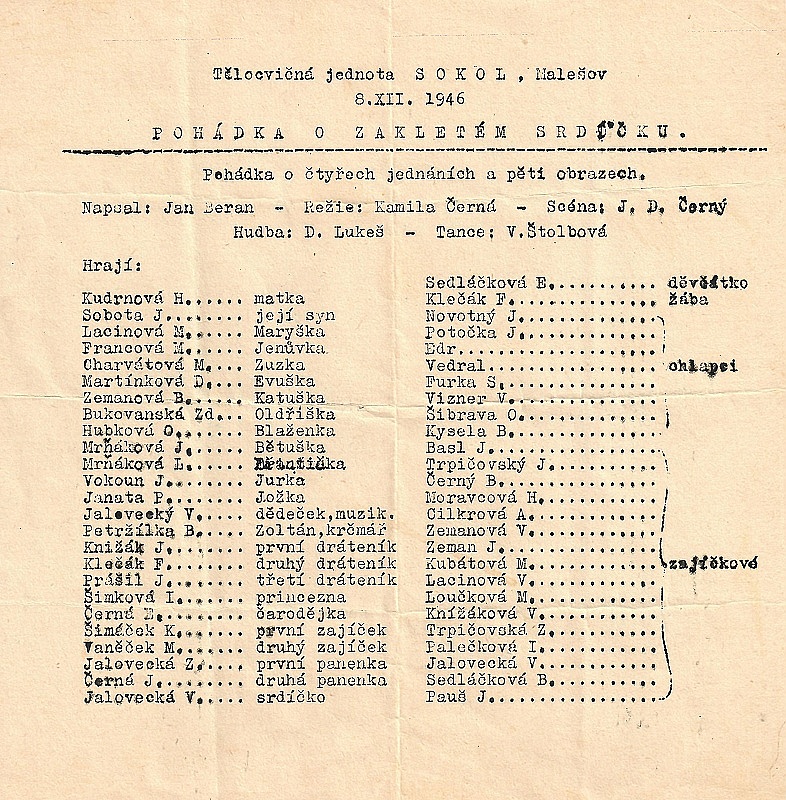 Tělocvičná jednota S O K O L , Malešov
8.XII. 1946
P O H Á D K A O Z A K L E T É M S R D Í Č K U .
Pohádka o čtyřech jednáních a pěti obrazech.
Napsal: Jan Beran - Režie: Kamila Černá - Scéna: J. D. Černý
Hudba: D. Lukeš - Tance: V.Štolbová
Hrají:
Kudrnová H....... matka
Sobota J......... její syn
Lacinová M....... Maryška
Francová M....... Jenůvka
Charvátová M..... Zuzka
Martínková D..... Evuška
Zemanová B....... Katuška
Bukovanská Zd.... Oldřiška
Hubková O........ Blaženka
Mrňáková J....... Bětuška
Mrňáková L.......
Vokoun J......... Jurka
Janata P......... Jožka
Jalovecký V...... dědeček,muzik.
Petržílka B...... Zoltán,krčmář
Knížák J......... první dráteník
Klečák F......... druhý dráteník
Prášil J......... třetí dráteník
Šimková I........ princezna
Černá E.......... čarodějka
Šimáček K........ první zajíček
Vaněček M........ druhý zajíček
Jalovecká Z...... první panenka
Černá J.......... druhá panenka
Jalovecká V...... srdíčko
Sedláčková E........... děvčátko
Klečák F............... žába
Novotný J..............
Potočka J..............
Edr....................
Vedral................. chlapci
Furka S................
Vizner V...............
Šibrava O..............
Kysela B...............
Basl J.................
Trpičovský J...........
Černý B................
Moravcová H............
Cilkrová A.............
Zemanová V.............
Zeman J................
Kubátová M............. zajíčkové
Lacinová V.............
Loučková M.............
Knížáková V............
Trpičovská Z...........
Palečková I............
Jalovecká V............
Sedláčková B...........
Pauš J.................